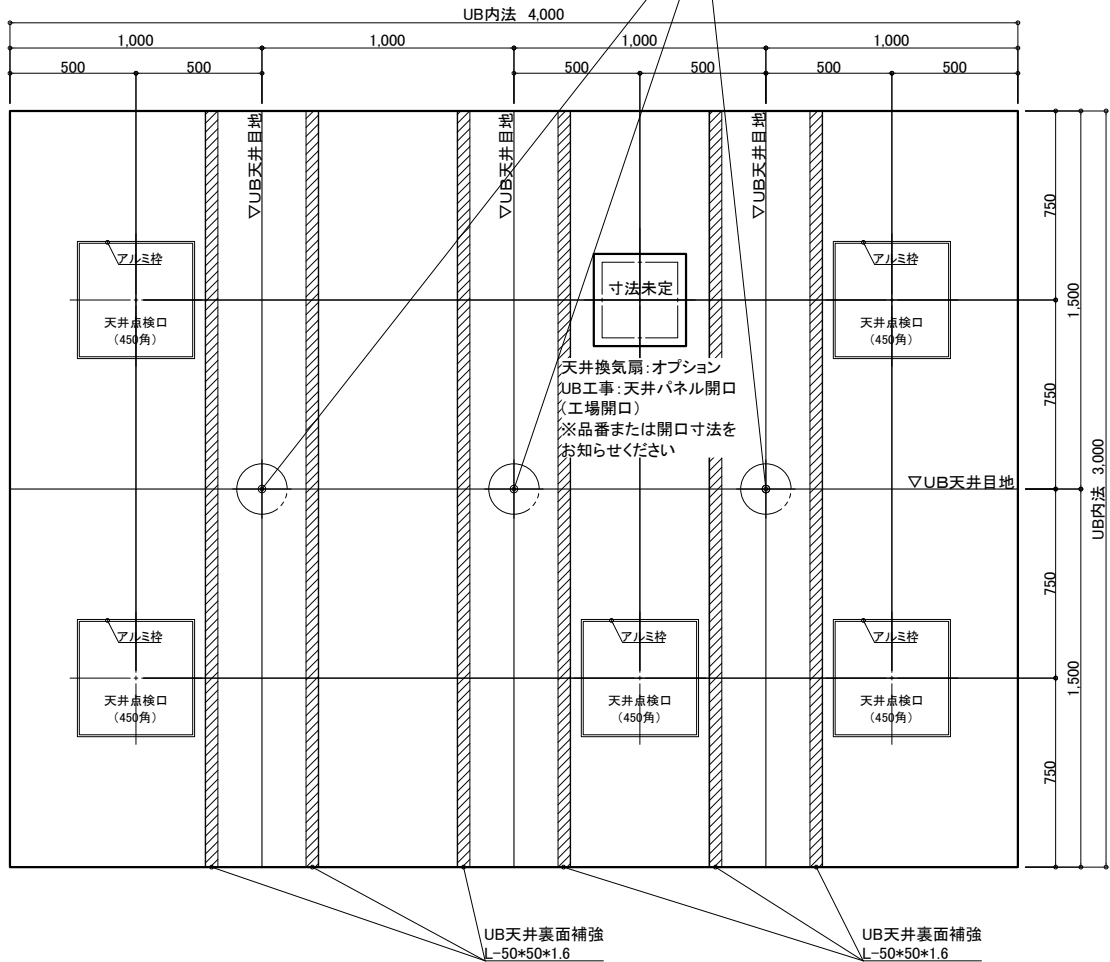 UB内法 4,000
1,000 1,000 1,000 1,000
500 500 500 500 500 500
▽UB天井目地
▽UB天井目地
▽UB天井目地
アルミ枠
天井点検口
(450角)
寸法未定
天井換気扇:オプション
UB工事:天井パネル開口
(工場開口)
※品番または開口寸法を
お知らせください
アルミ枠
天井点検口
(450角)
750
1,500
750
UB内法 3,000
▽UB天井目地
アルミ枠
天井点検口
(450角)
アルミ枠
天井点検口
(450角)
アルミ枠
天井点検口
(450角)
750
1,500
750
UB天井裏面補強
L-50*50*1.6
UB天井裏面補強
L-50*50*1.6